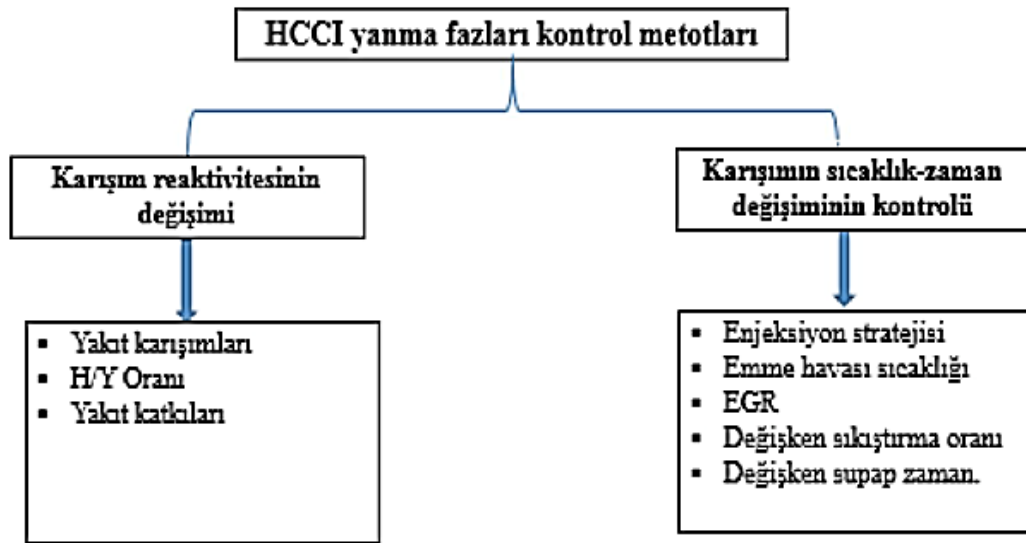 HCCI yanma fazları kontrol metotları
Karışım reaktivitesinin
değişimi
▪ Yakıt karışımları
▪ H/Y Oranı
▪ Yakıt katkıları
Karışımın sıcaklık-zaman
değişiminin kontrolü
▪ Enjeksiyon stratejisi
▪ Emme havası sıcaklığı
▪ EGR
▪ Değişken sıkıştırma oranı
▪ Değişken supap zaman.